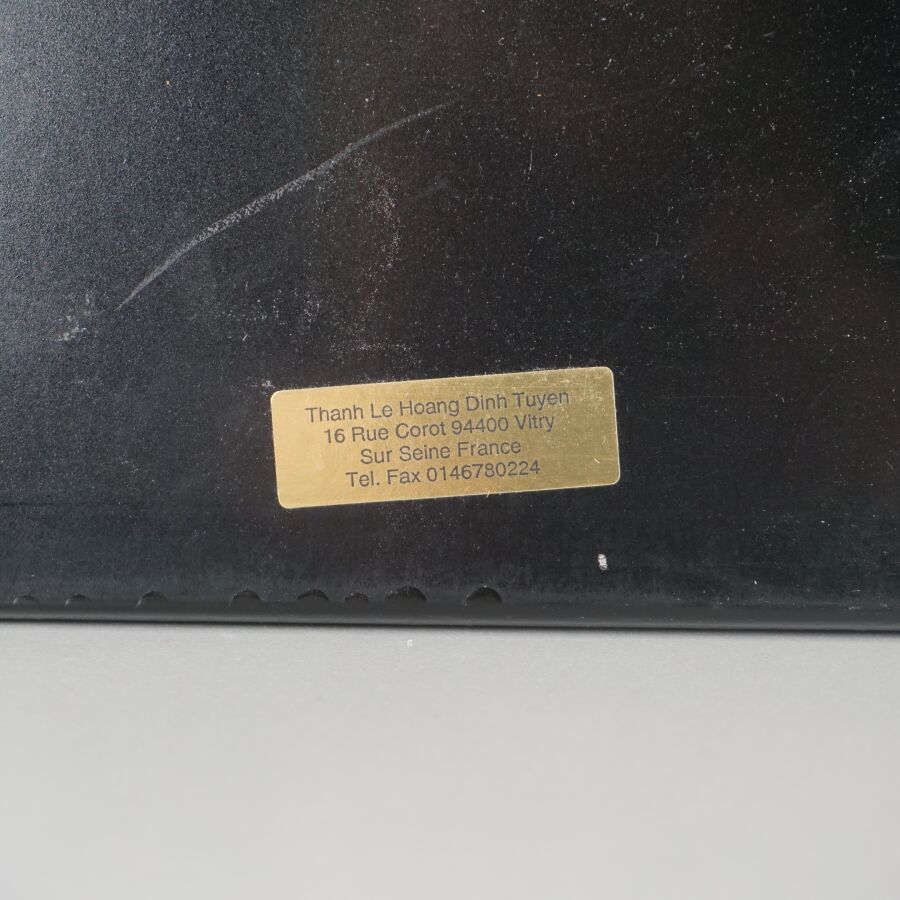 Thanh Le Hoang Dinh Tuyen
16 Rue Corot 94400 Vitry
Sur Seine France
Tel. Fax 0146780224